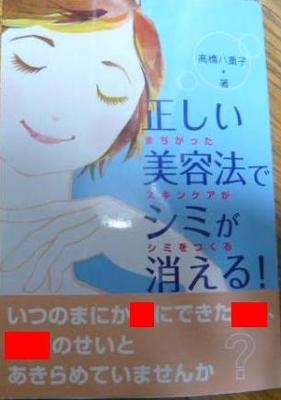 高橋八重子
・
著
正しい
まちがった
美容法で
スキンケアが
シミが
シミをつくる
消える!
いつのまにか にできた 、
のせいと
あきらめていませんか
?